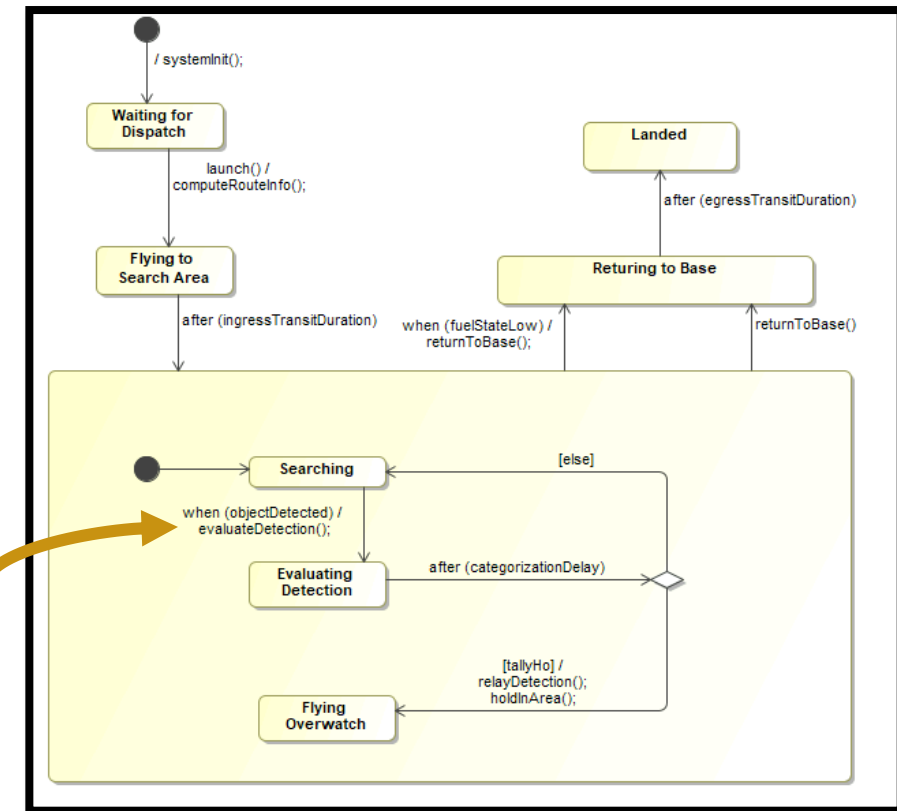 / systemInit();
Waiting for
Dispatch
launch() /
computeRouteInfo();
Landed
after (egressTransitDuration)
Flying to
Search Area
Returing to Base
after (ingressTransitDuration)
when (fuelStateLow) /
returnToBase();
returnToBase()
Searching
[else]
when (objectDetected) /
evaluateDetection();
Evaluating
Detection
after (categorizationDelay)
[tallyHo] /
relayDetection();
holdInArea();
Flying
Overwatch